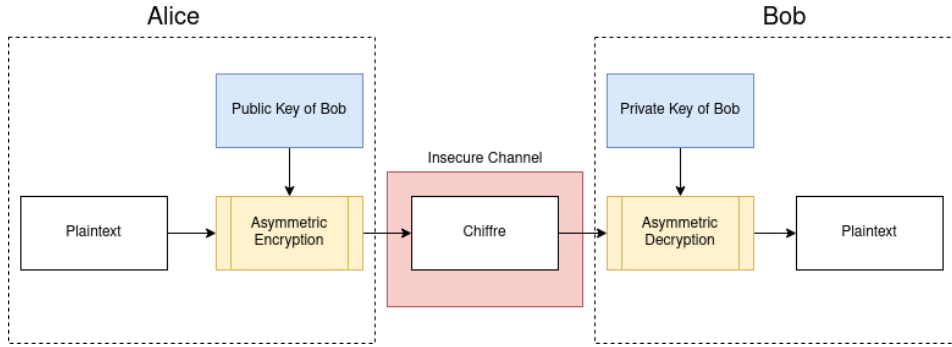 Alice
Bob
Public Key of Bob
Private Key of Bob
Insecure Channel
Plaintext
Asymmetric
Encryption
Chiffre
Asymmetric
Decryption
Plaintext